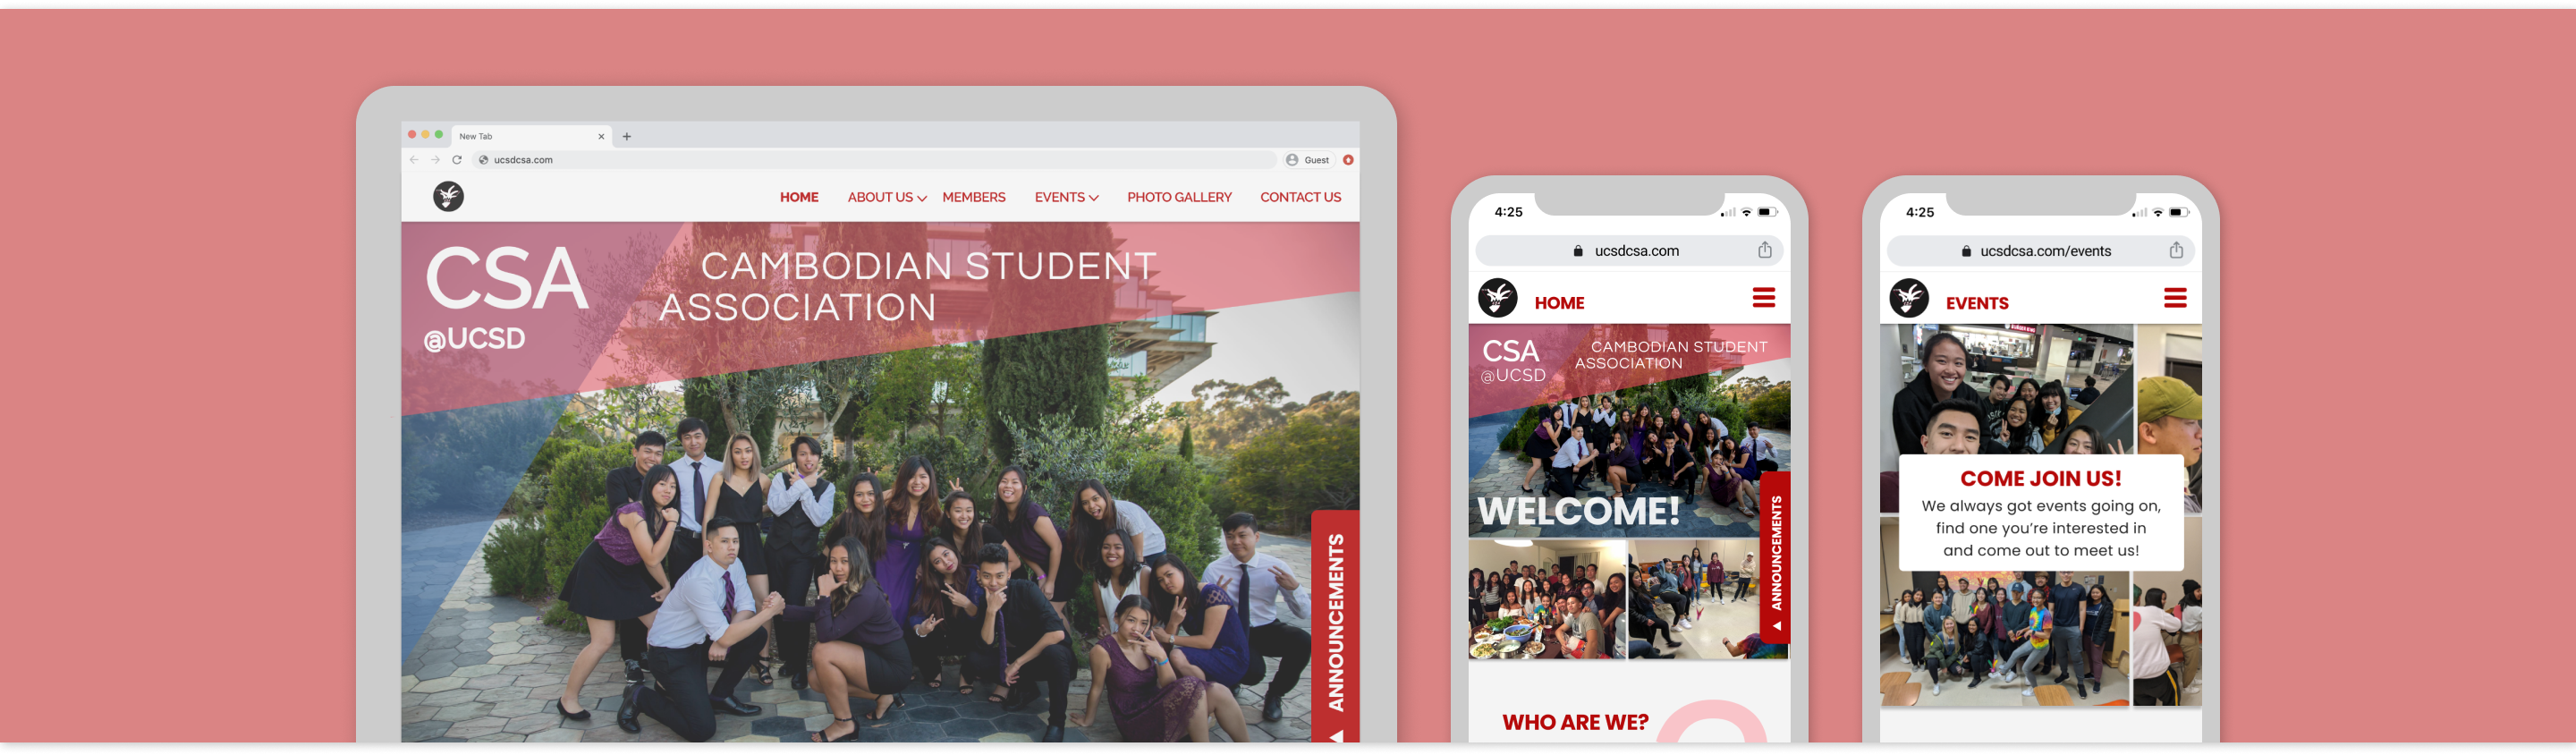 New Tab
ucsdcsa.com
Guest
HOME ABOUT US MEMBERS EVENTS PHOTO GALLERY CONTACT US
CSA
@UCSD
CAMBODIAN STUDENT
ASSOCIATION
ANNOUNCEMENTS
4:25
ucsdcsa.com
HOME
CSA
@UCSD
CAMBODIAN STUDENT
ASSOCIATION
WELCOME!
ANNOUNCEMENTS
WHO ARE WE?
4:25
ucsdcsa.com/events
EVENTS
COME JOIN US!
We always got events going on,
find one you're interested in
and come out to meet us!